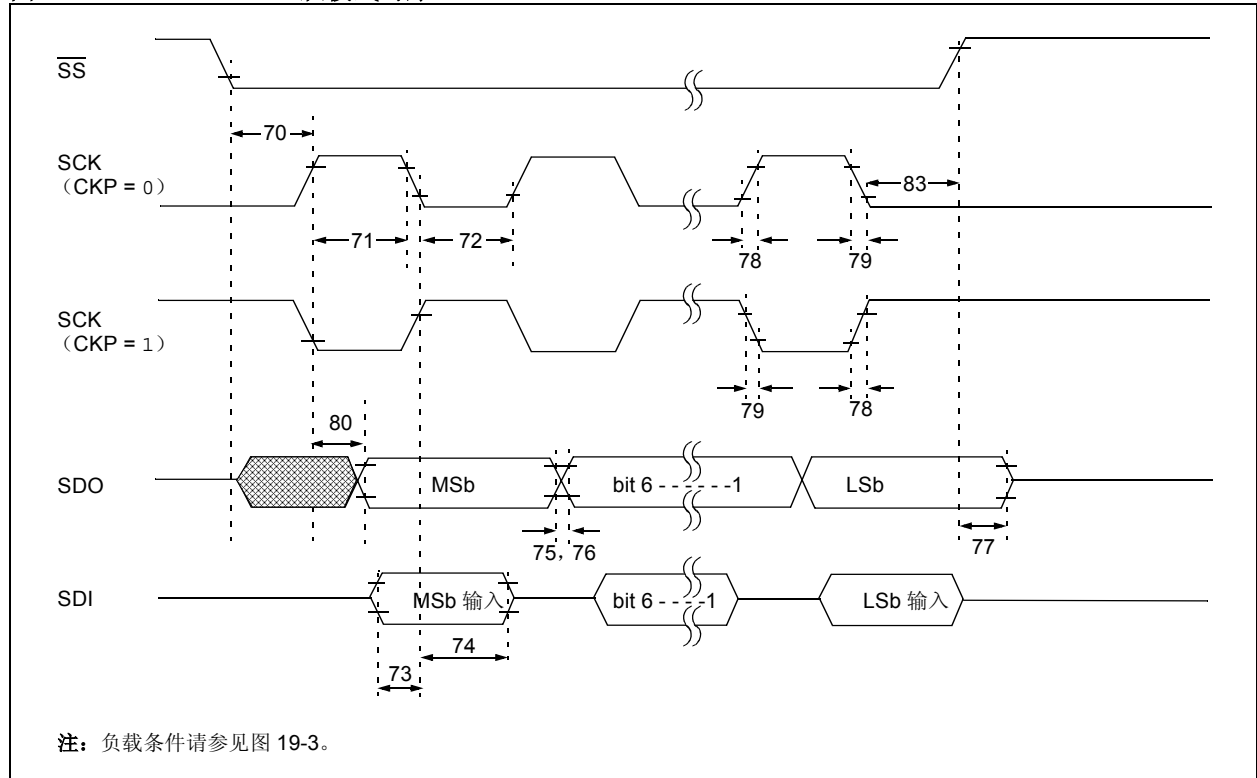 SS
70
SCK
（CKP = 0）
83
71
72
78
79
SCK
（CKP = 1）
79
78
80
SDO
MSb
bit 6 - - - - - - -1
LSb
75，76
77
SDI
MSb 输入
bit 6 - - - - -1
LSb 输入
74
73
注：负载条件请参见图 19-3。